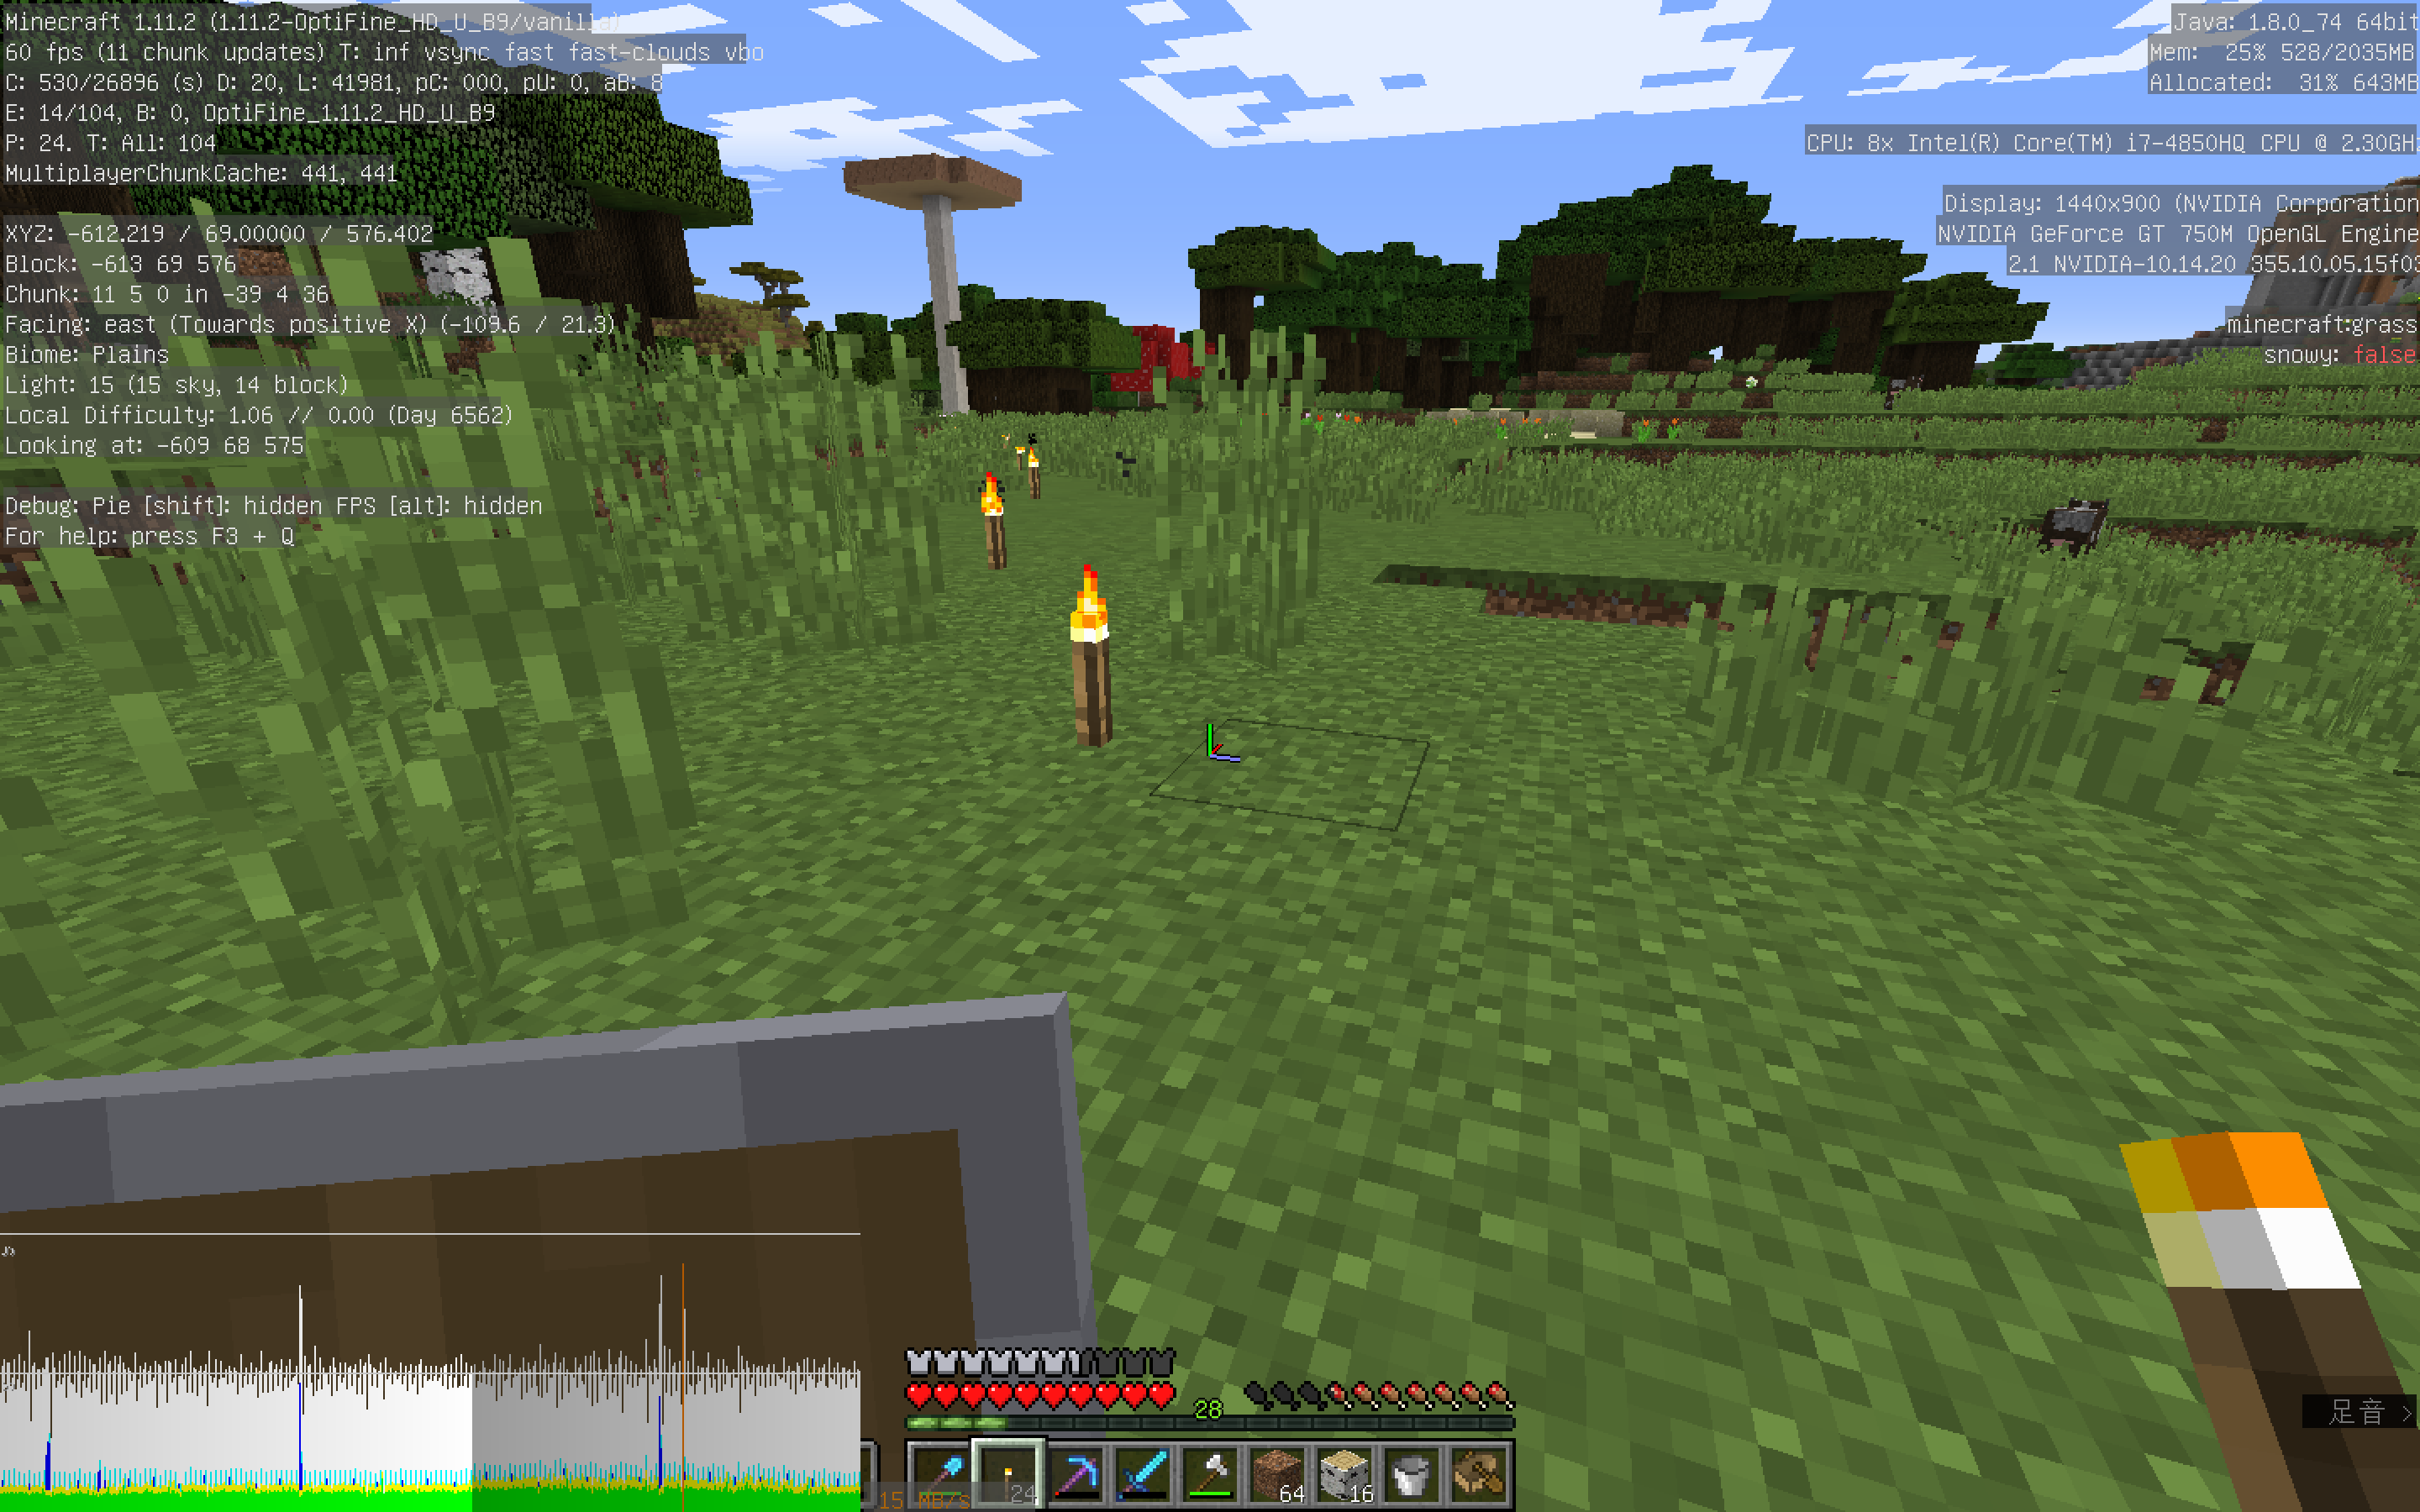 Minecraft 1.11.2 (1.11.2-OptiFine_HD_U_B9/vanilla)
60 fps (11 chunk updates) T: inf vsync fast fast-clouds vbo
C: 530/26896 (s) D: 20, L: 41981, pC: 000, pU: 0, aB: 8
E: 14/104, B: 0, OptiFine_1.11.2_HD_U_B9
P: 24. T: All: 104
MultiplayerChunkCache: 441, 441
XYZ: -612.219 / 69.00000 / 576.402
Block: -613 69 576
Chunk: 11 5 0 in -39 4 36
Facing: east (Towards positive X) (-109.6 / 21.3)
Biome: Plains
Light: 15 (15 sky, 14 block)
Local Difficulty: 1.06 // 0.00 (Day 6562)
Looking at: -609 68 575
Debug: Pie [shift]: hidden FPS [alt]: hidden
For help: press F3 + Q
Java: 1.8.0_74 64bit
Mem: 25% 528/2035MB
Allocated: 31% 643MB
CPU: 8x Intel(R) Core(TM) i7-4850HQ CPU @ 2.30GH
Display: 1440x900 (NVIDIA Corporation
NVIDIA GeForce GT 750M OpenGL Engine
2.1 NVIDIA-10.14.20 355.10.05.15f03
minecraft:grass
snowy: false
足音 >
28
24
64
16
15 MB/s